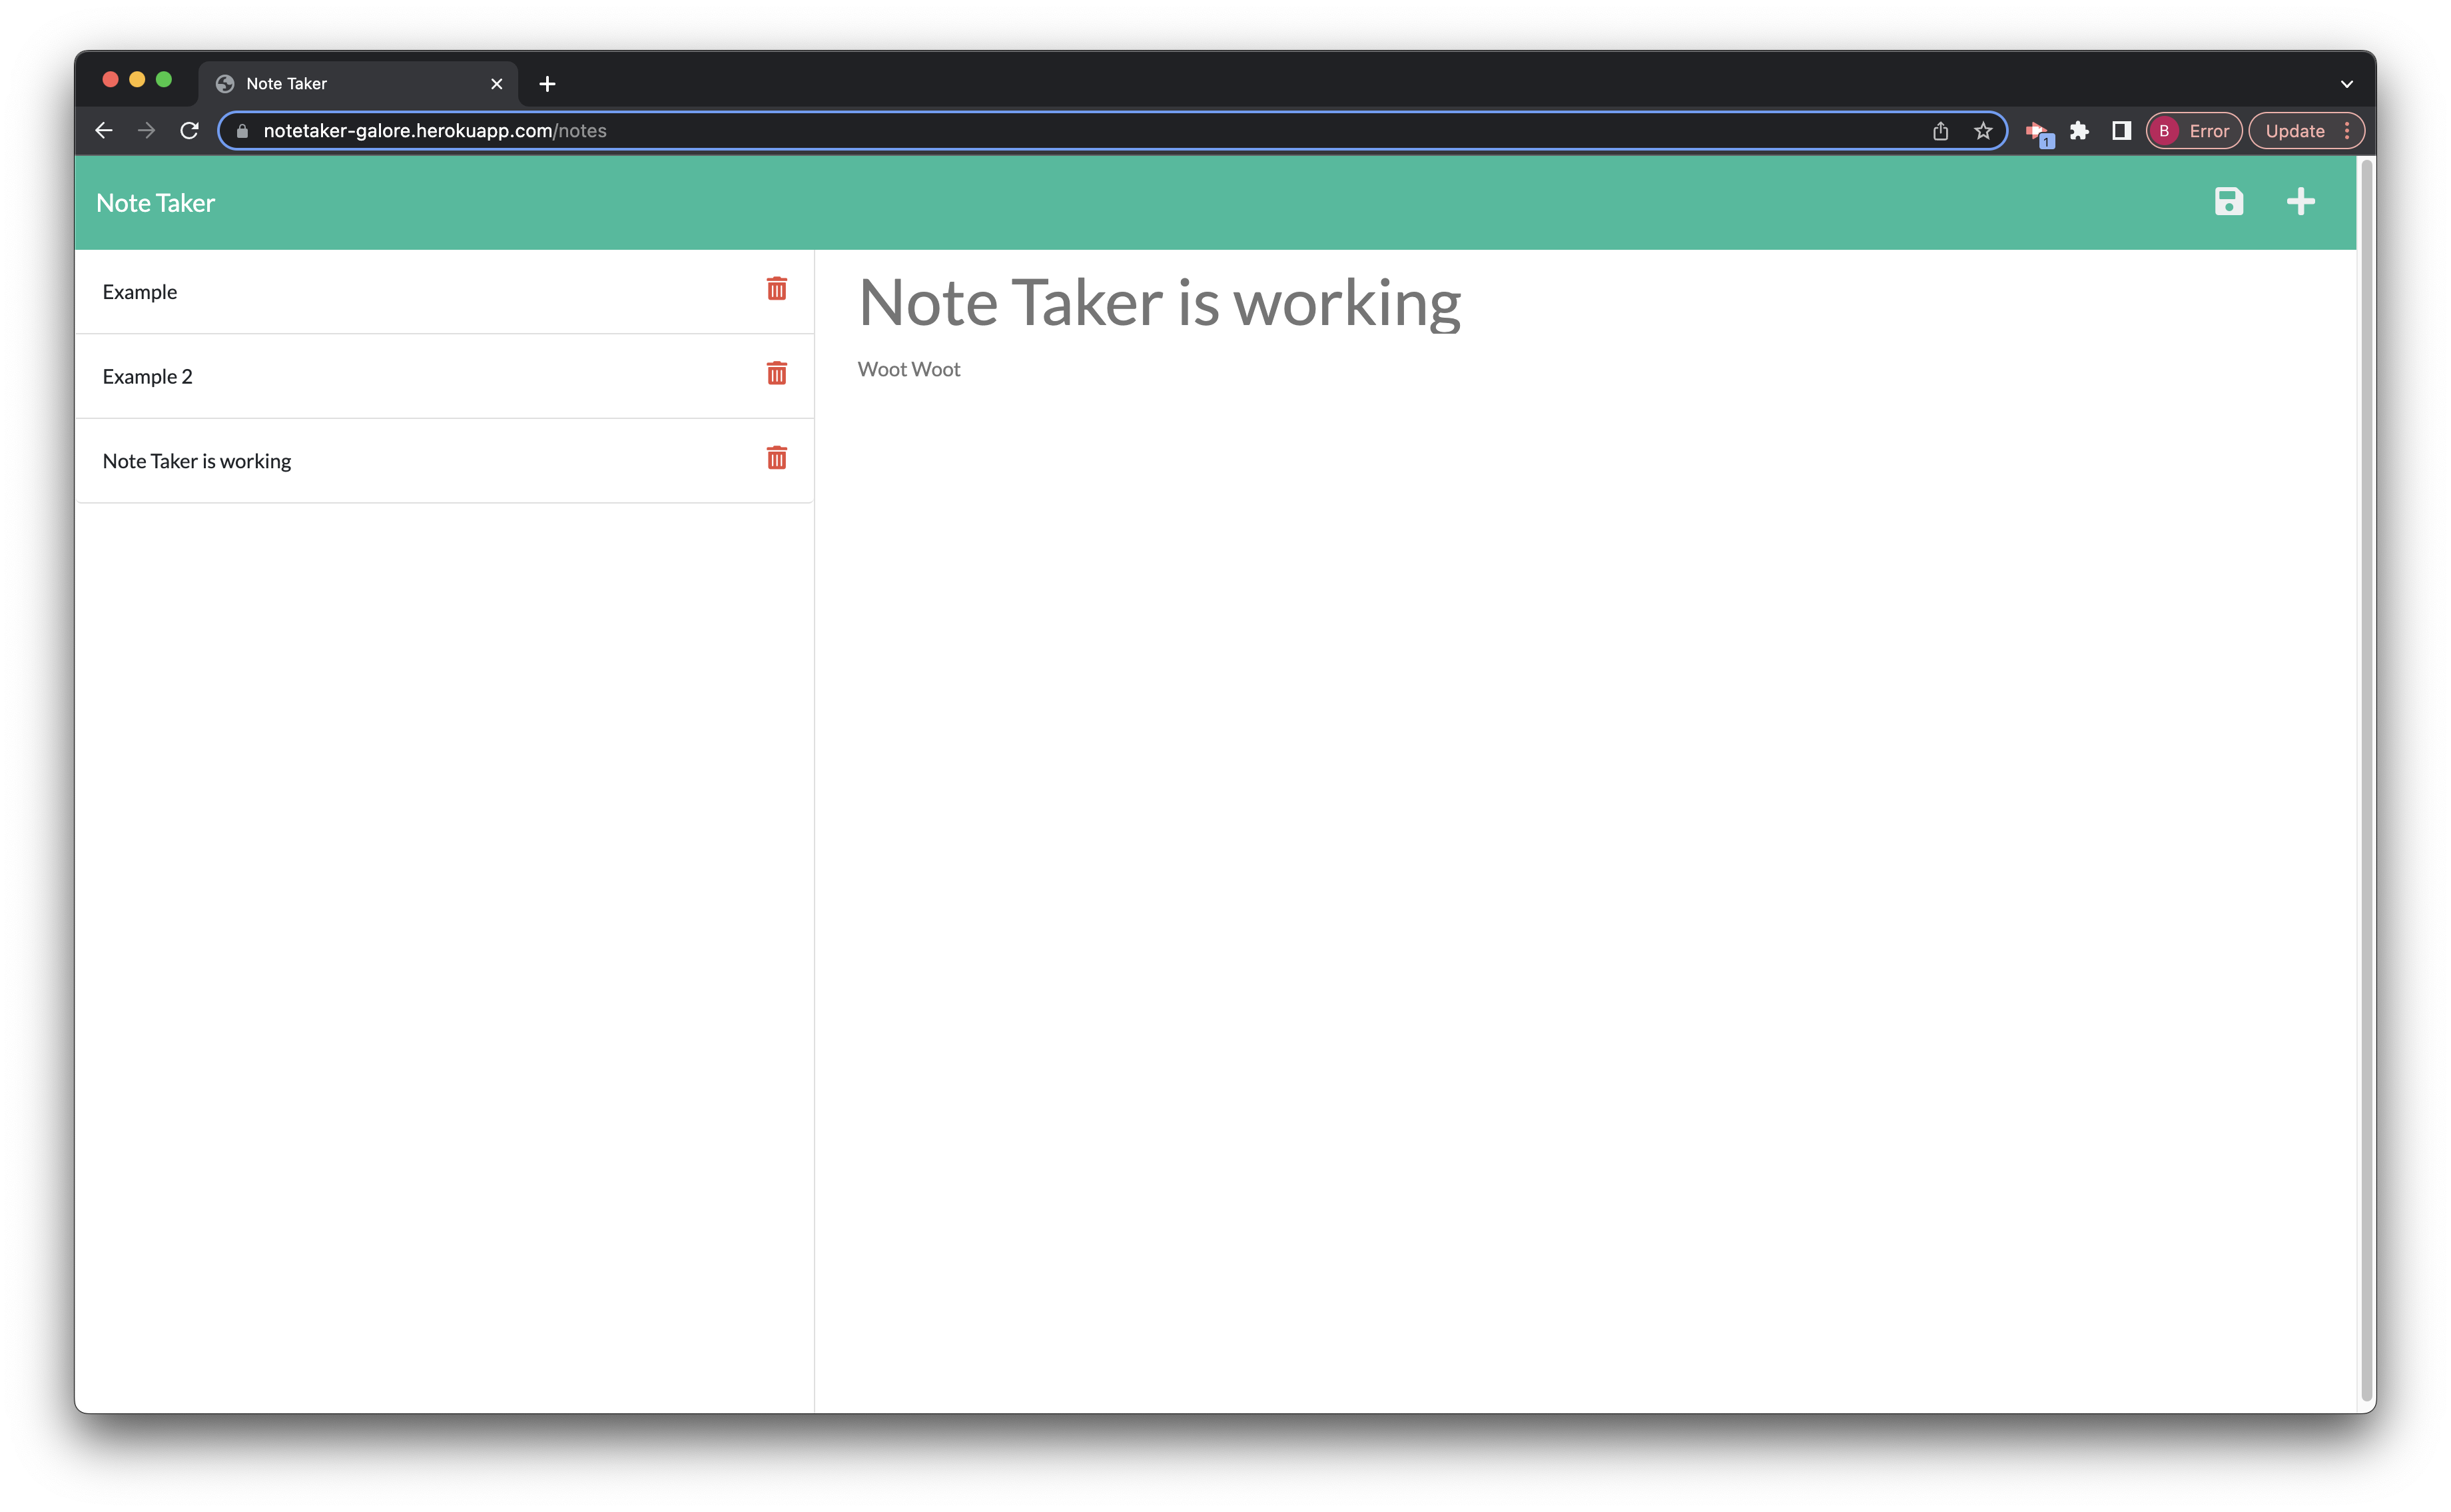 Note Taker
notetaker-galore.herokuapp.com/notes
1
B Error
Update
Note Taker
Example
Example 2
Note Taker is working
Note Taker is working
Woot Woot